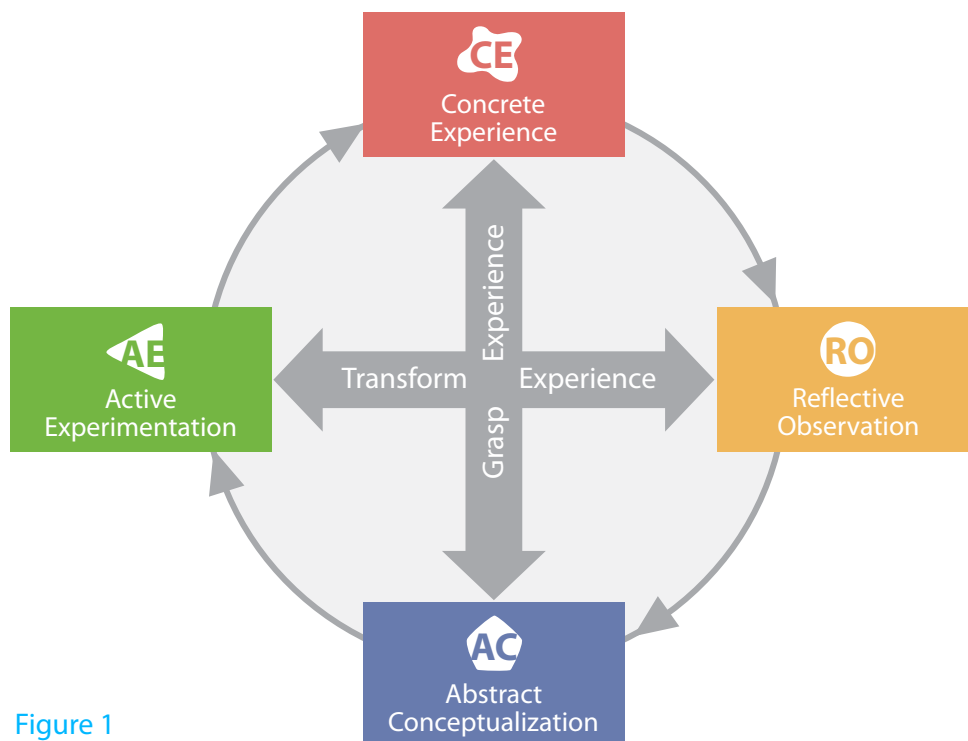 CE
Concrete
Experience
AE
Active
Experimentation
Transform Experience
Grasp Experience
RO
Reflective
Observation
AC
Abstract
Conceptualization
Figure 1